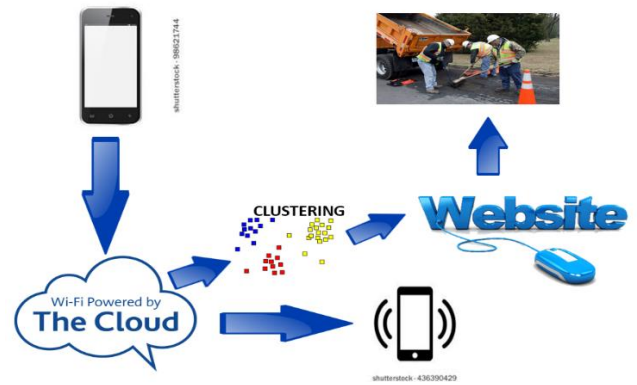 shutterstock · 98621744
CLUSTERING
Website
Wi-Fi Powered by
The Cloud
shutterstock · 436390429